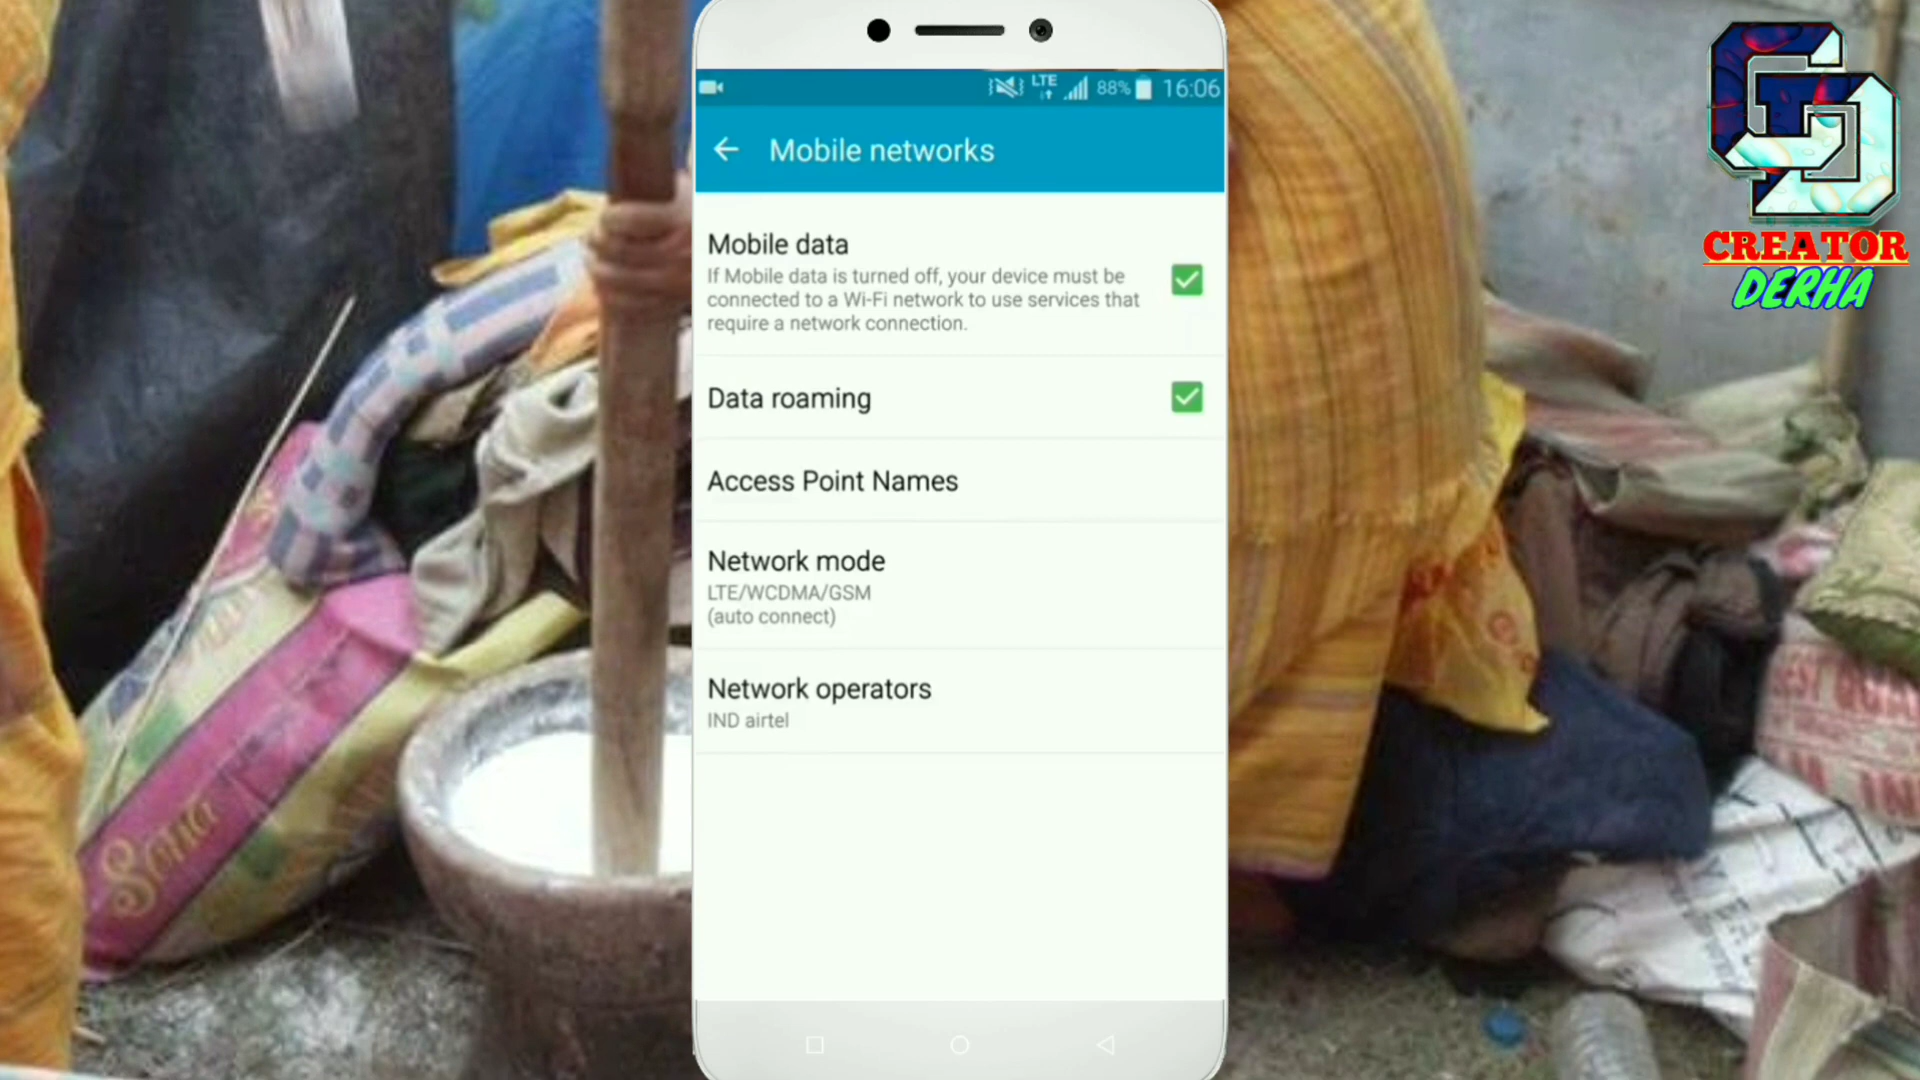 LTE
88%
16:06
Mobile networks
Mobile data
If Mobile data is turned off, your device must be
connected to a Wi-Fi network to use services that
require a network connection.
Data roaming
Access Point Names
Network mode
LTE/WCDMA/GSM
(auto connect)
Network operators
IND airtel
CREATOR
DERHA
Sona